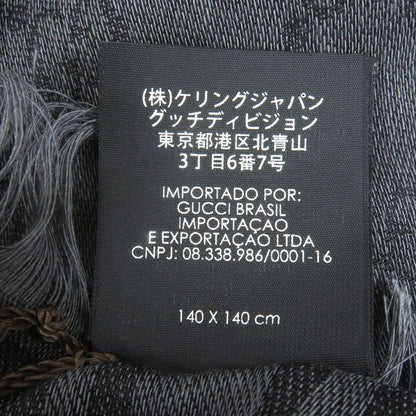 (株)ケリングジャパン
グッチディビジョン
東京都港区北青山
3丁目6番7号
IMPORTADO POR:
GUCCI BRASIL
IMPORTAÇAO
E EXPORTAÇAO LTDA
CNPJ: 08.338.986/0001-16
140 X 140 cm